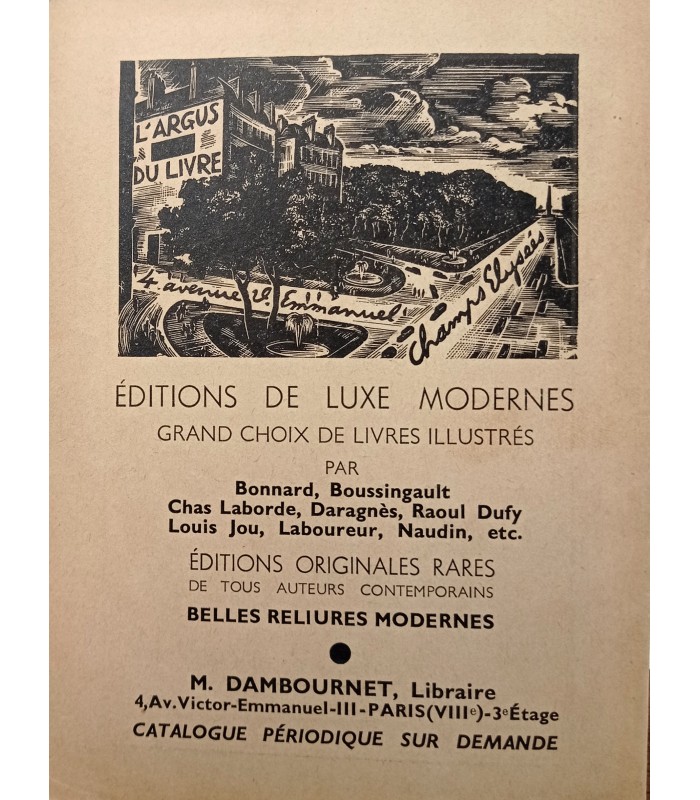 L'ARGUS
DU LIVRE
4 avenue V. Emmanuel
Champs Elysées
ÉDITIONS DE LUXE MODERNES
GRAND CHOIX DE LIVRES ILLUSTRÉS
PAR
Bonnard, Boussingault
Chas Laborde, Daragnès, Raoul Dufy
Louis Jou, Laboureur, Naudin, etc.
ÉDITIONS ORIGINALES RARES
DE TOUS AUTEURS CONTEMPORAINS
BELLES RELIURES MODERNES
M. DAMBOURNET, Libraire
4,Av.Victor-Emmanuel-III-PARIS(VIIIe)-3eÉtage
CATALOGUE PÉRIODIQUE SUR DEMANDE